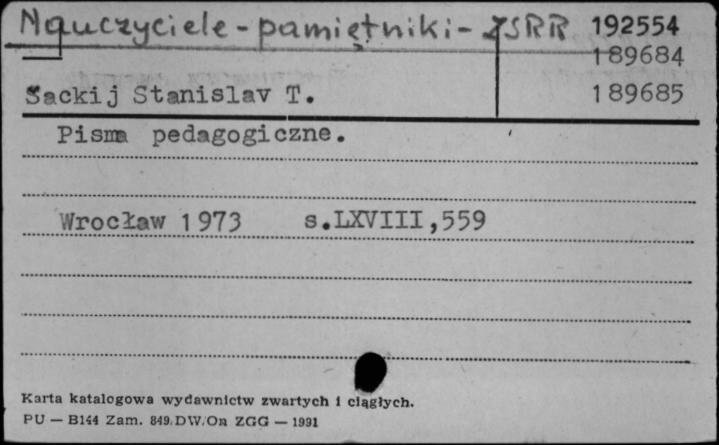 Nauczyciele - pamiętniki - ZSRR 192554
189684
Sackij Stanislav T. 189685
Pisma pedagogiczne.
Wrocław 1973 s.LXVIII,559
Karta katalogowa wydawnictw zwartych i ciągłych.
PU — B144 Zam. 849/DW/On ZGG — 1991